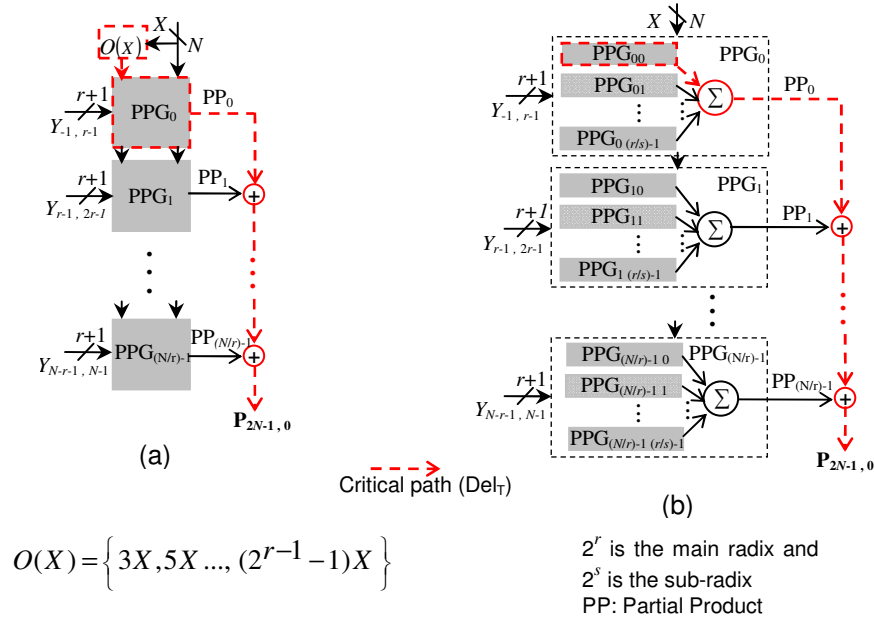 X
N
O(X)
r+1
Y-1 , r-1
PPG0
PP0
r+1
Yr-1 , 2r-1
PPG1
PP1
+
r+1
YN-r-1 , N-1
PPG(N/r)-1
PP(N/r)-1
+
P2N-1 , 0
(a)
X
N
PPG00
PPG0
r+1
Y-1 , r-1
PPG01
Σ
PP0
PPG0 (r/s)-1
PPG10
PPG1
r+1
Yr-1 , 2r-1
PPG11
Σ
PP1
+
PPG1 (r/s)-1
PPG(N/r)-1 0
PPG(N/r)-1
r+1
YN-r-1 , N-1
PPG(N/r)-1 1
Σ
PP(N/r)-1
+
PPG(N/r)-1 (r/s)-1
P2N-1 , 0
(b)
Critical path (DelT)
O(X) = {3X , 5X ..., (2^r-1 −1)X}
2^r is the main radix and
2^s is the sub-radix
PP: Partial Product